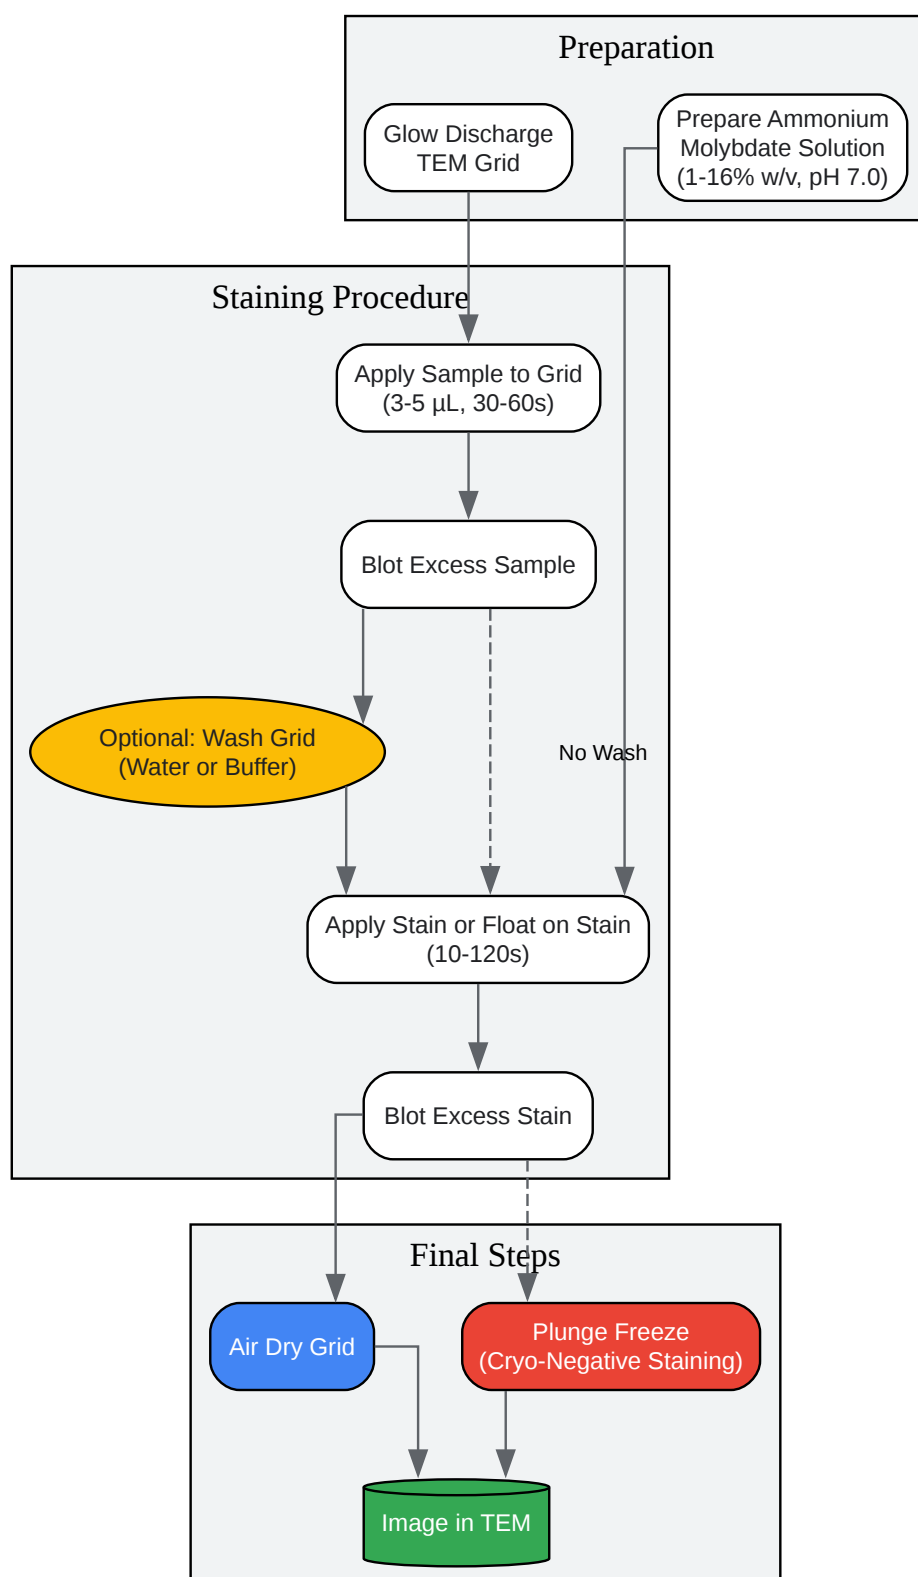 Preparation
Glow Discharge
TEM Grid
Prepare Ammonium
Molybdate Solution
(1-16% w/v, pH 7.0)
Staining Procedure
Apply Sample to Grid
(3-5 µL, 30-60s)
Blot Excess Sample
Optional: Wash Grid
(Water or Buffer)
No Wash
Apply Stain or Float on Stain
(10-120s)
Blot Excess Stain
Final Steps
Air Dry Grid
Plunge Freeze
(Cryo-Negative Staining)
Image in TEM